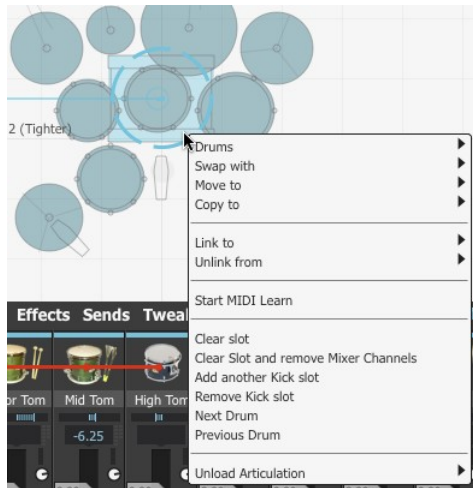 2 (Tighter)
Drums
Swap with
Move to
Copy to
Link to
Unlink from
Start MIDI Learn
Clear slot
Clear Slot and remove Mixer Channels
Add another Kick slot
Remove Kick slot
Next Drum
Previous Drum
Unload Articulation
Effects Sends Tweak
or Tom Mid Tom High Tom
-6.25